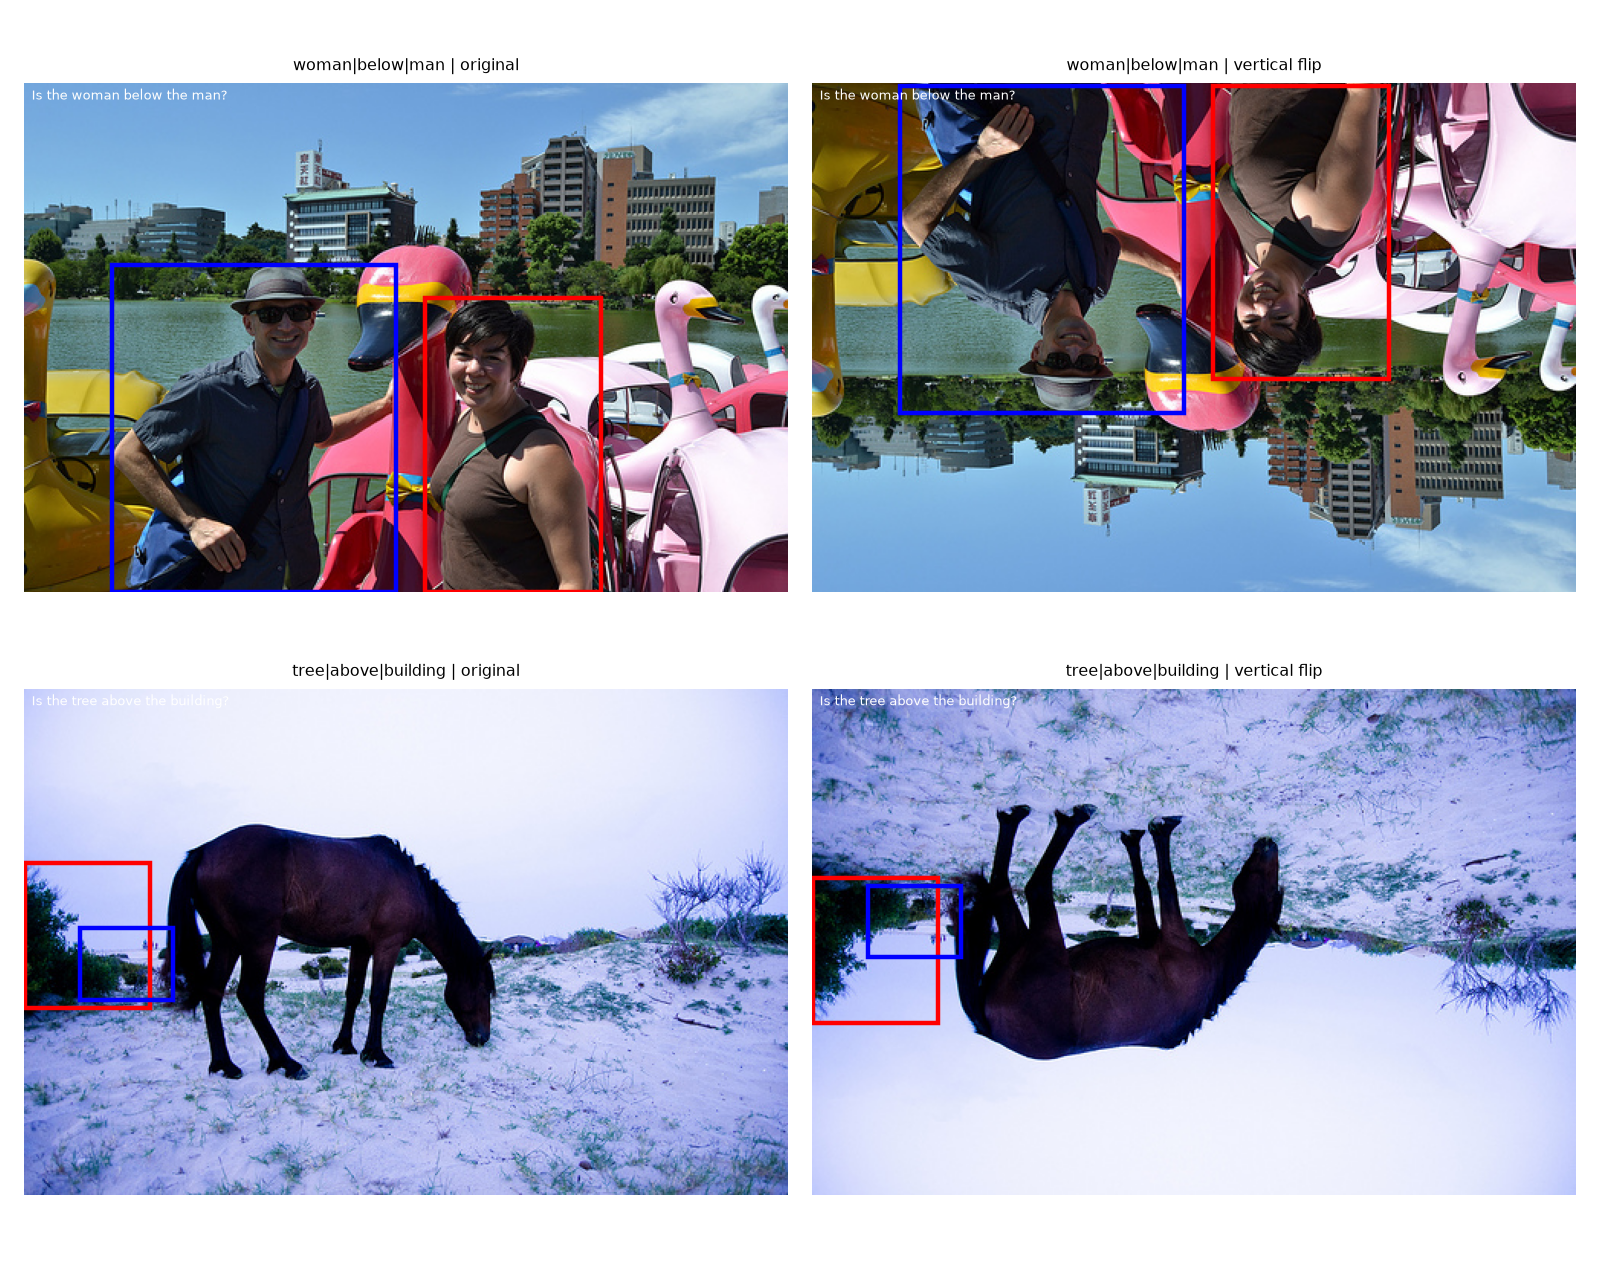 woman|below|man | original
woman|below|man | vertical flip
Is the woman below the man?
Is the woman below the man?
tree|above|building | original
tree|above|building | vertical flip
Is the tree above the building?
Is the tree above the building?